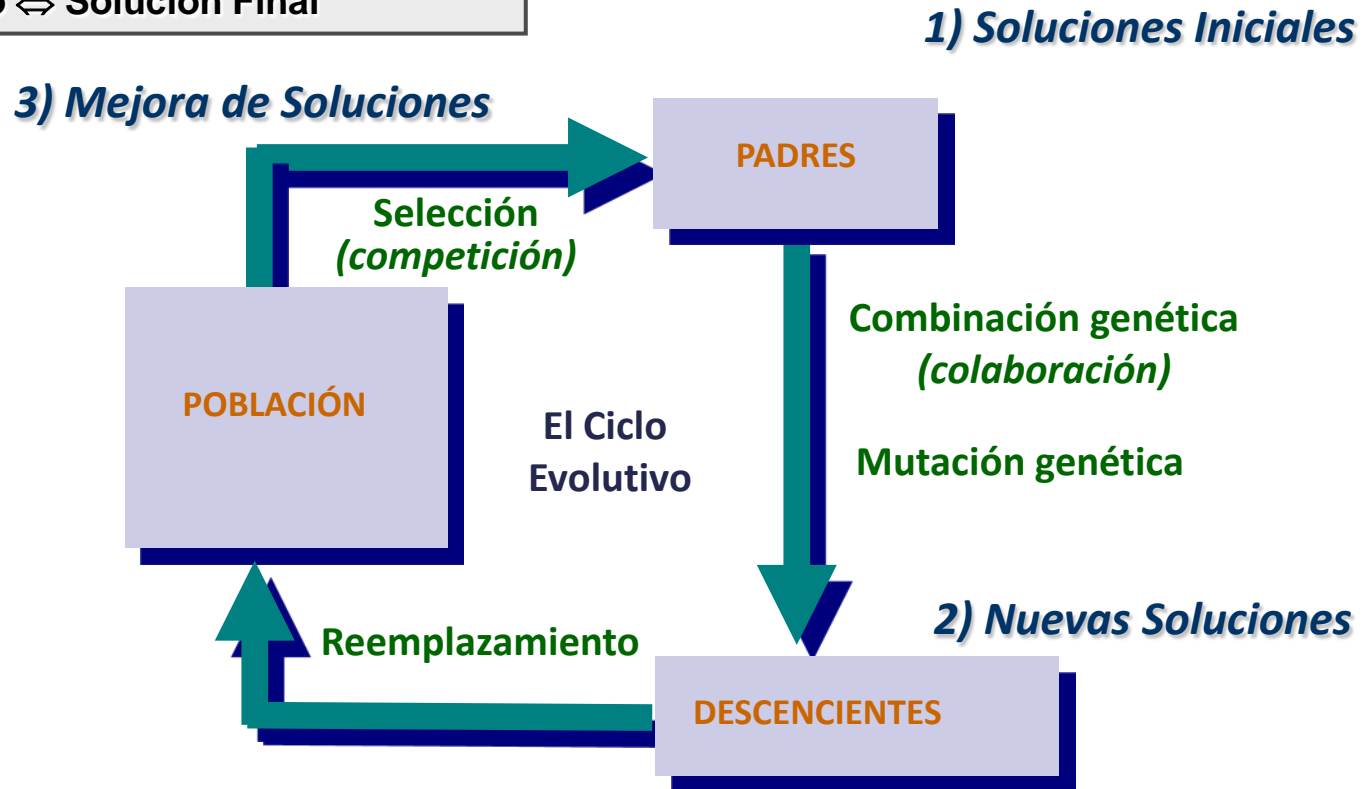 ⇔ Solución Final
1) Soluciones Iniciales
3) Mejora de Soluciones
PADRES
Selección
(competición)
Combinación genética
(colaboración)
POBLACIÓN
El Ciclo
Evolutivo
Mutación genética
2) Nuevas Soluciones
Reemplazamiento
DESCENCIENTES